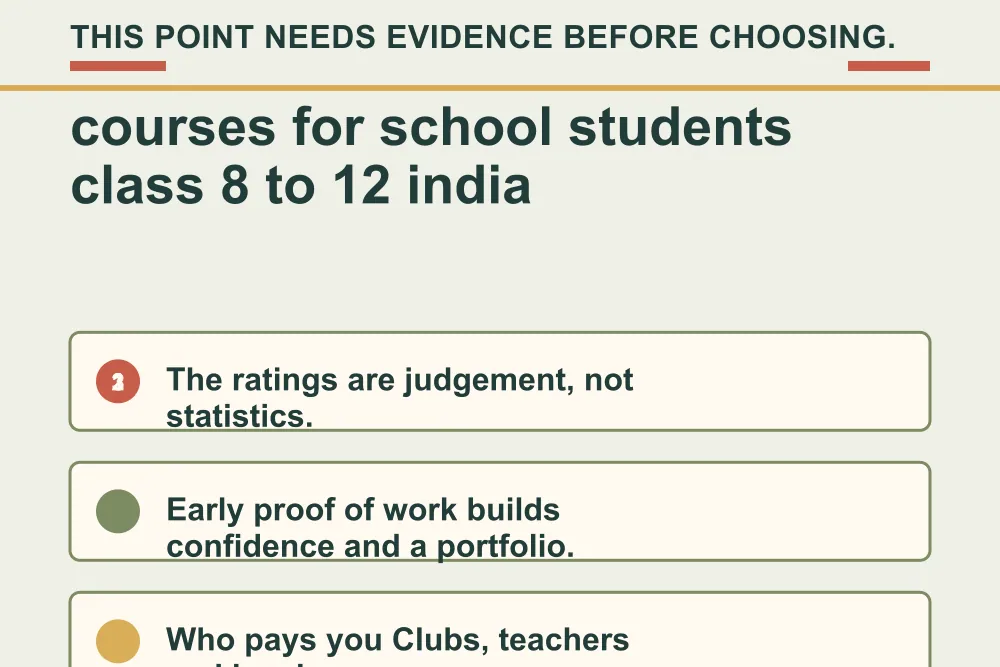 THIS POINT NEEDS EVIDENCE BEFORE CHOOSING.
courses for school students
class 8 to 12 india
The ratings are judgement, not
statistics.
Early proof of work builds
confidence and a portfolio.
Who pays you Clubs, teachers